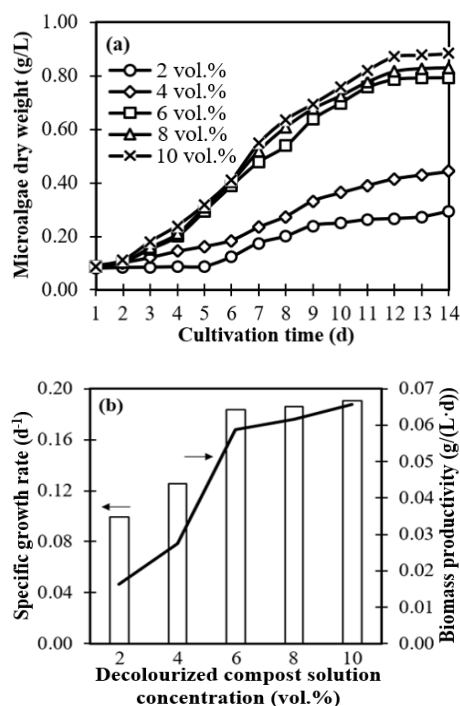 (a)
Microalgae dry weight (g/L)
1.00
0.80
0.60
0.40
0.20
0.00
2 vol.%
4 vol.%
6 vol.%
8 vol.%
10 vol.%
1 2 3 4 5 6 7 8 9 10 11 12 13 14
Cultivation time (d)
(b)
Specific growth rate (d⁻¹)
0.20
0.16
0.12
0.08
0.04
0.00
Biomass productivity (g/(L·d))
0.07
0.06
0.05
0.04
0.03
0.02
0.01
0.00
2 4 6 8 10
Decolourized compost solution
concentration (vol.%)